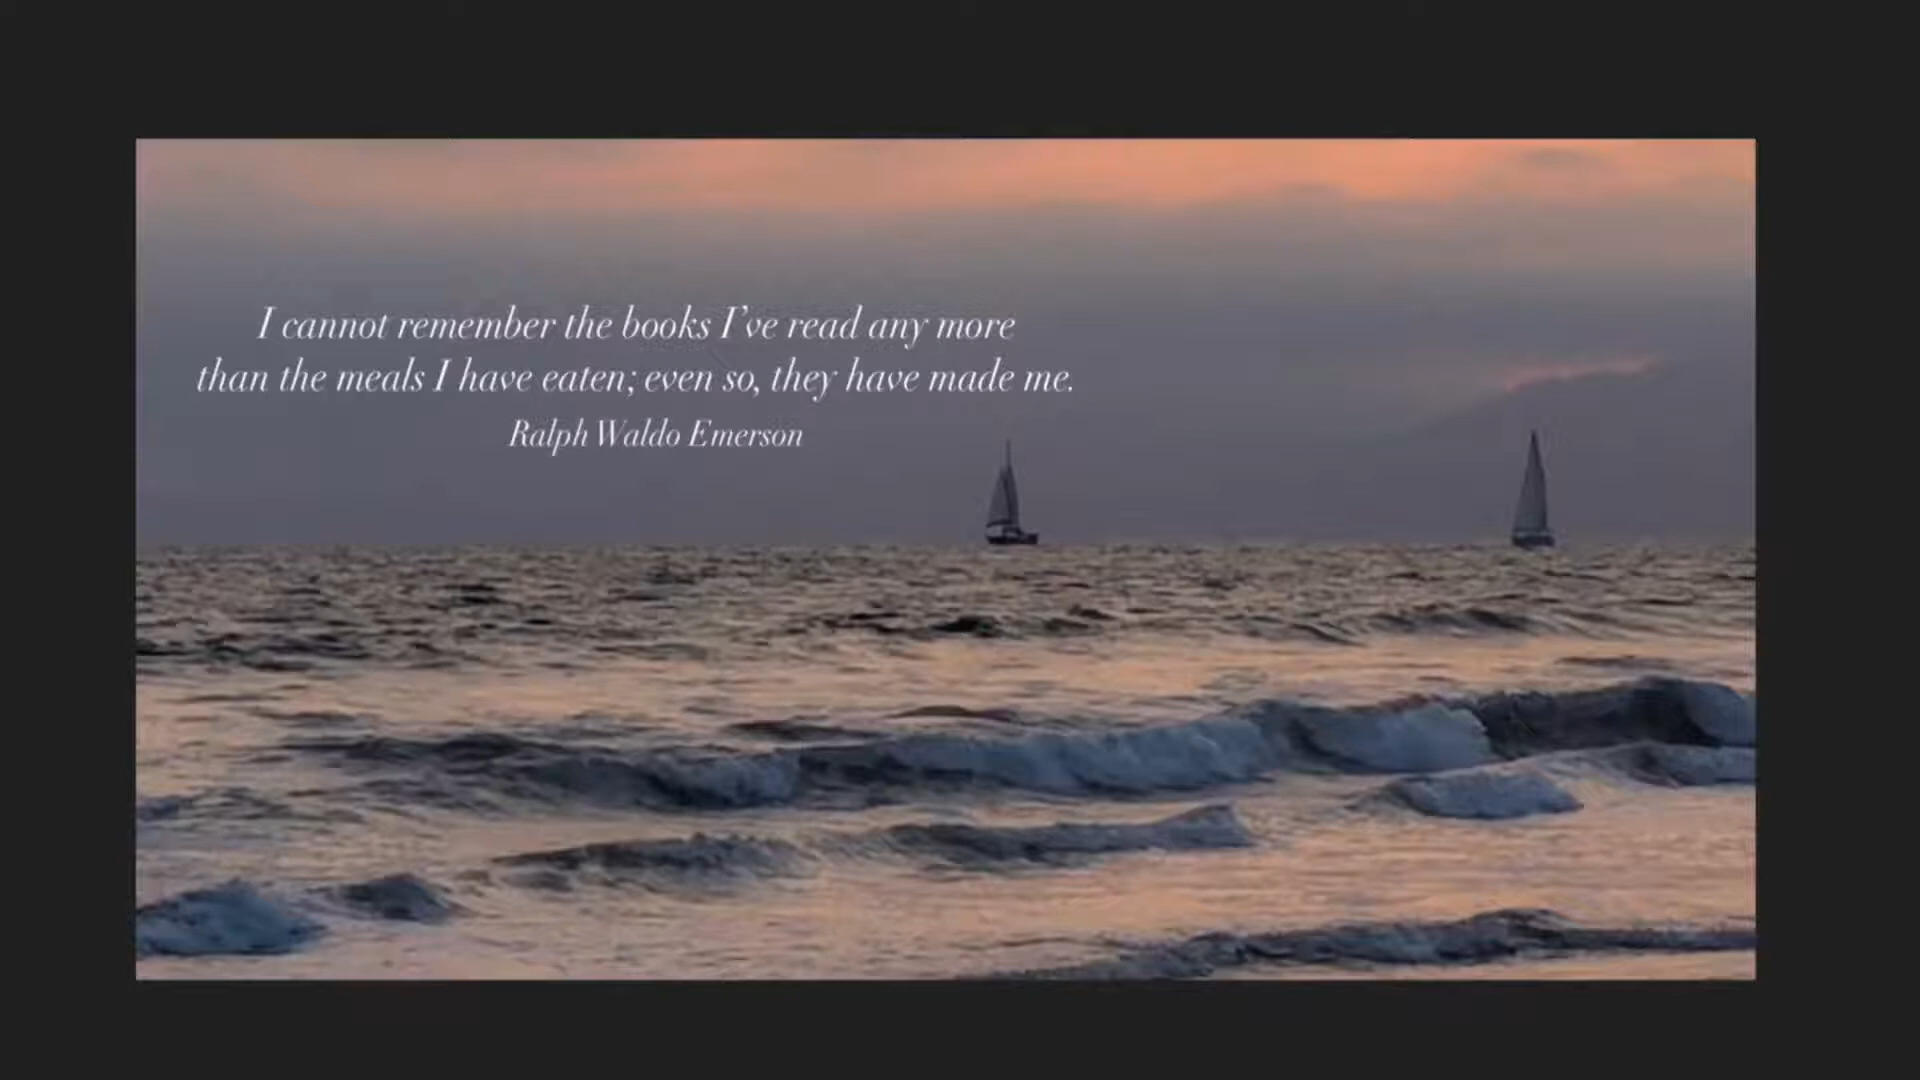 I cannot remember the books I’ve read any more
than the meals I have eaten; even so, they have made me.
Ralph Waldo Emerson